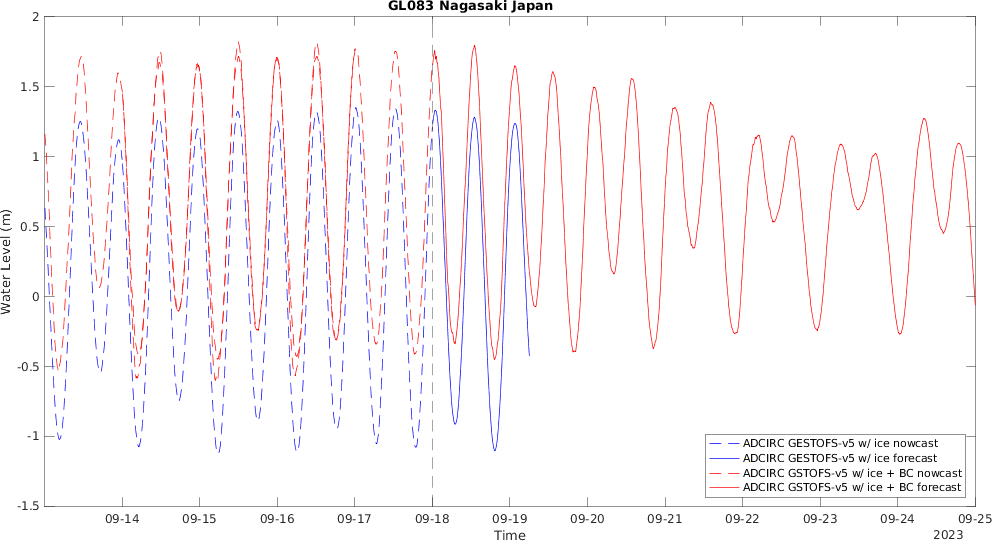 GL083 Nagasaki Japan
2
1.5
1
0.5
0
-0.5
-1
-1.5
Water Level (m)
ADCIRC GESTOFS-v5 w/ ice nowcast
ADCIRC GESTOFS-v5 w/ ice forecast
ADCIRC GSTOFS-v5 w/ ice + BC nowcast
ADCIRC GSTOFS-v5 w/ ice + BC forecast
09-14 09-15 09-16 09-17 09-18 09-19 09-20 09-21 09-22 09-23 09-24 09-25
Time
2023